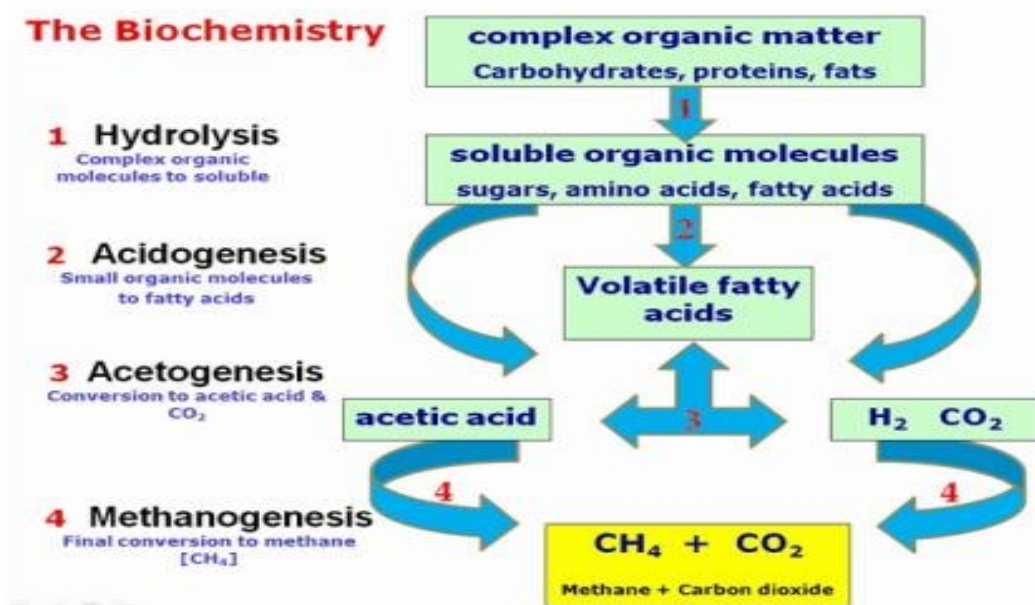 The Biochemistry
complex organic matter
Carbohydrates, proteins, fats
1
1 Hydrolysis
Complex organic
molecules to soluble
soluble organic molecules
sugars, amino acids, fatty acids
2
2 Acidogenesis
Small organic molecules
to fatty acids
Volatile fatty
acids
3 Acetogenesis
Conversion to acetic acid &
CO₂
acetic acid
3
H₂ CO₂
4
4
4 Methanogenesis
Final conversion to methane
[CH₄]
CH₄ + CO₂
Methane + Carbon dioxide